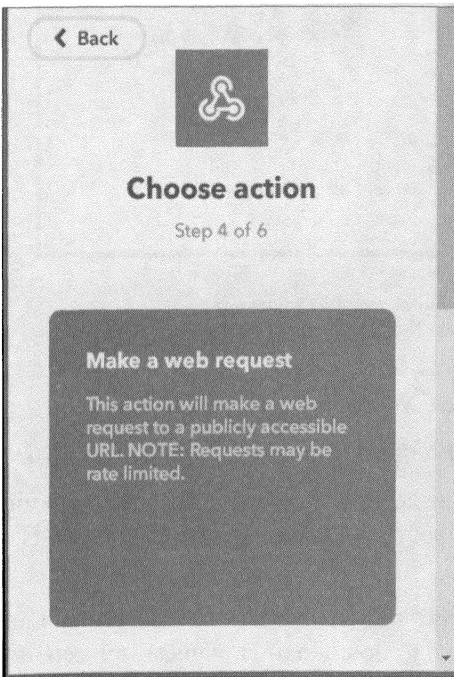 Back
Choose action
Step 4 of 6
Make a web request
This action will make a web
request to a publicly accessible
URL. NOTE: Requests may be
rate limited.